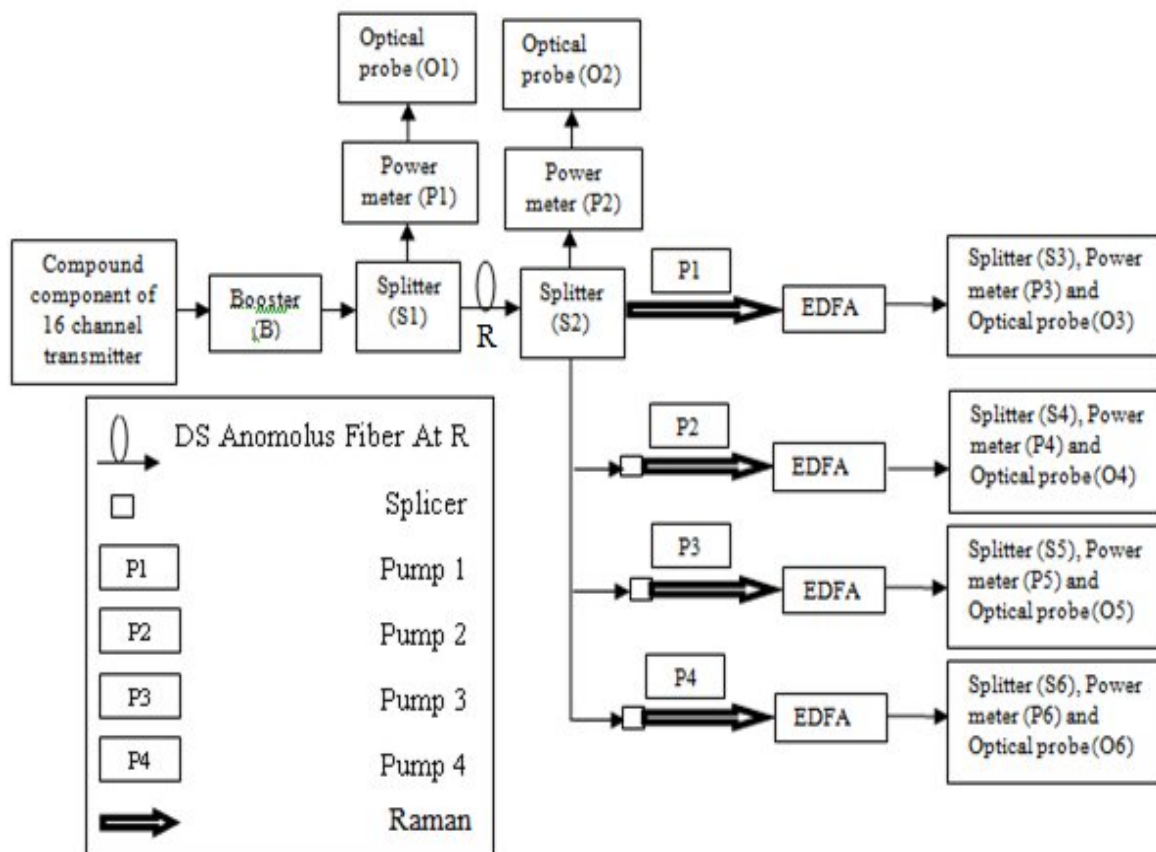 Optical
probe (O1)
Optical
probe (O2)
Power
meter (P1)
Power
meter (P2)
Compound
component of
16 channel
transmitter
Booster
(B)
Splitter
(S1)
R
Splitter
(S2)
P1
EDFA
Splitter (S3), Power
meter (P3) and
Optical probe (O3)
P2
EDFA
Splitter (S4), Power
meter (P4) and
Optical probe (O4)
P3
EDFA
Splitter (S5), Power
meter (P5) and
Optical probe (O5)
P4
EDFA
Splitter (S6), Power
meter (P6) and
Optical probe (O6)
DS Anomolus Fiber At R
Splicer
P1 Pump 1
P2 Pump 2
P3 Pump 3
P4 Pump 4
Raman